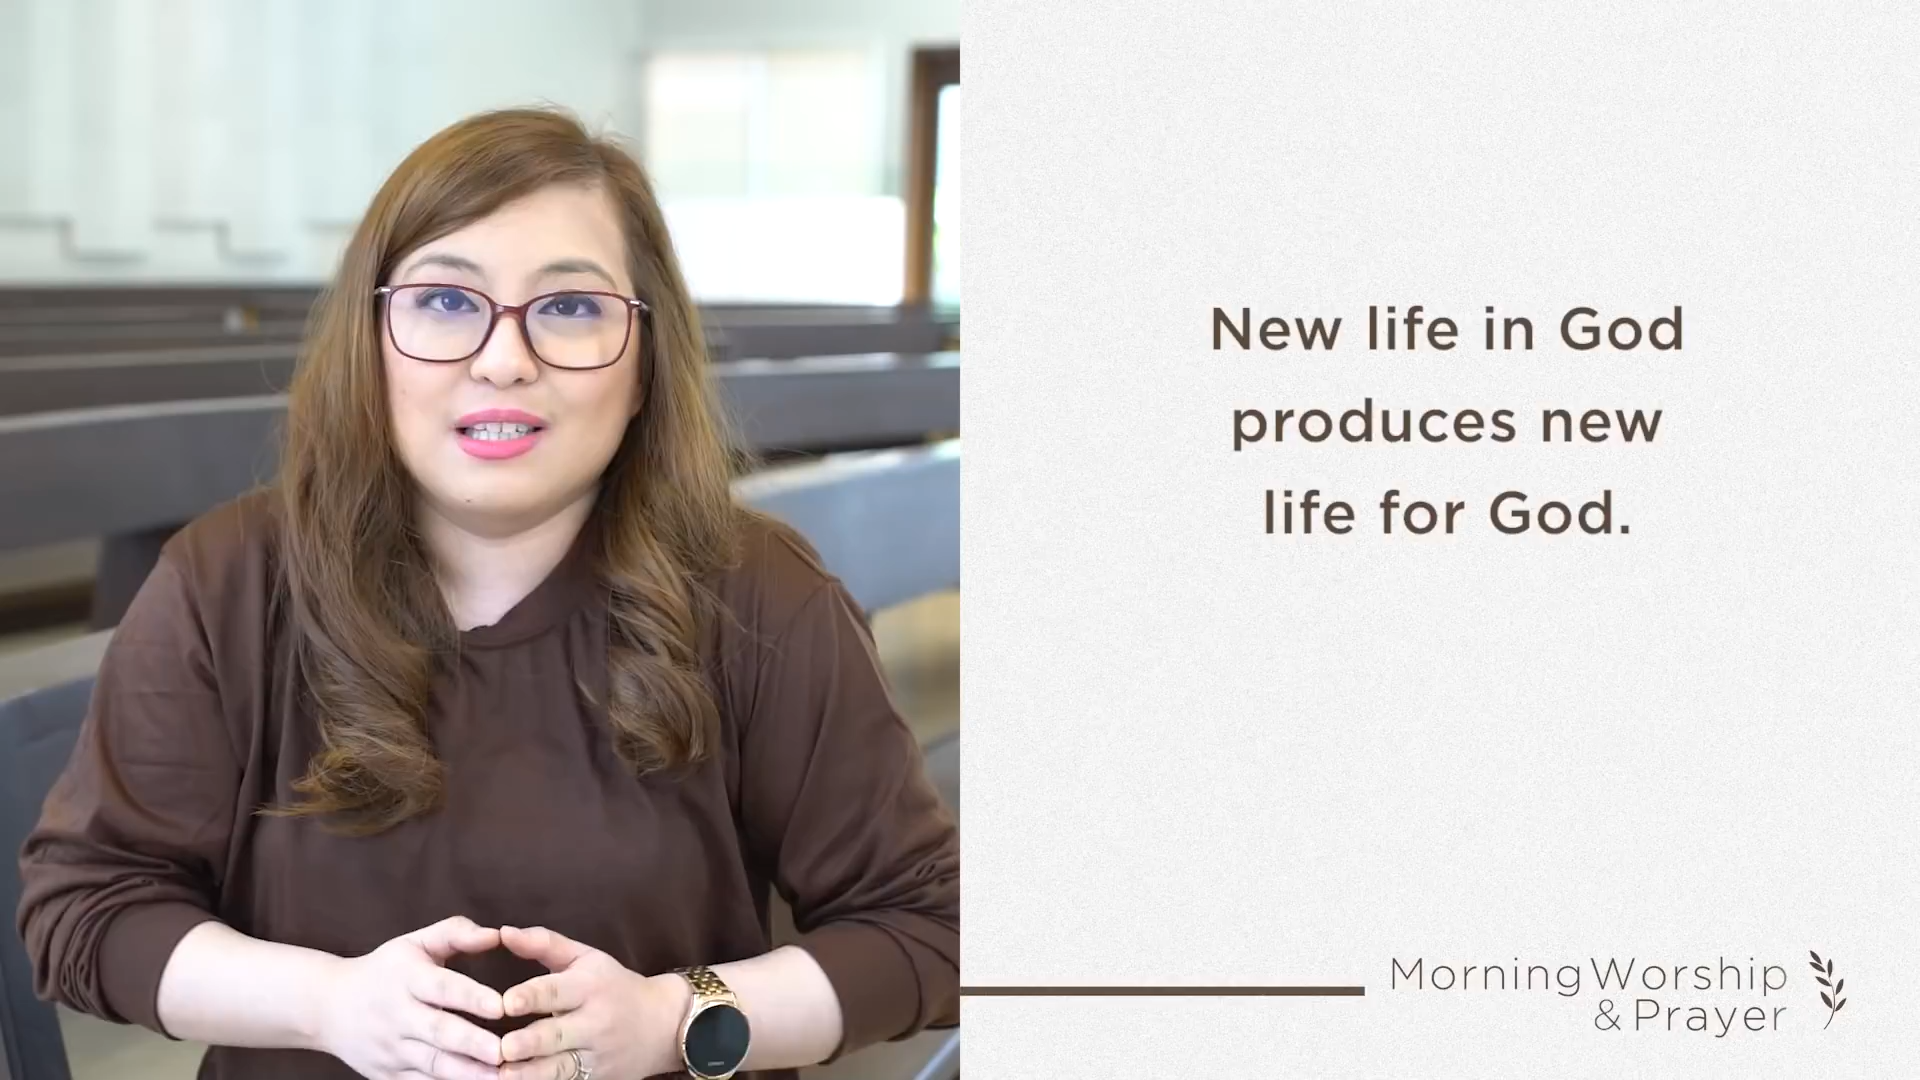 New life in God
produces new
life for God.
Morning Worship
& Prayer